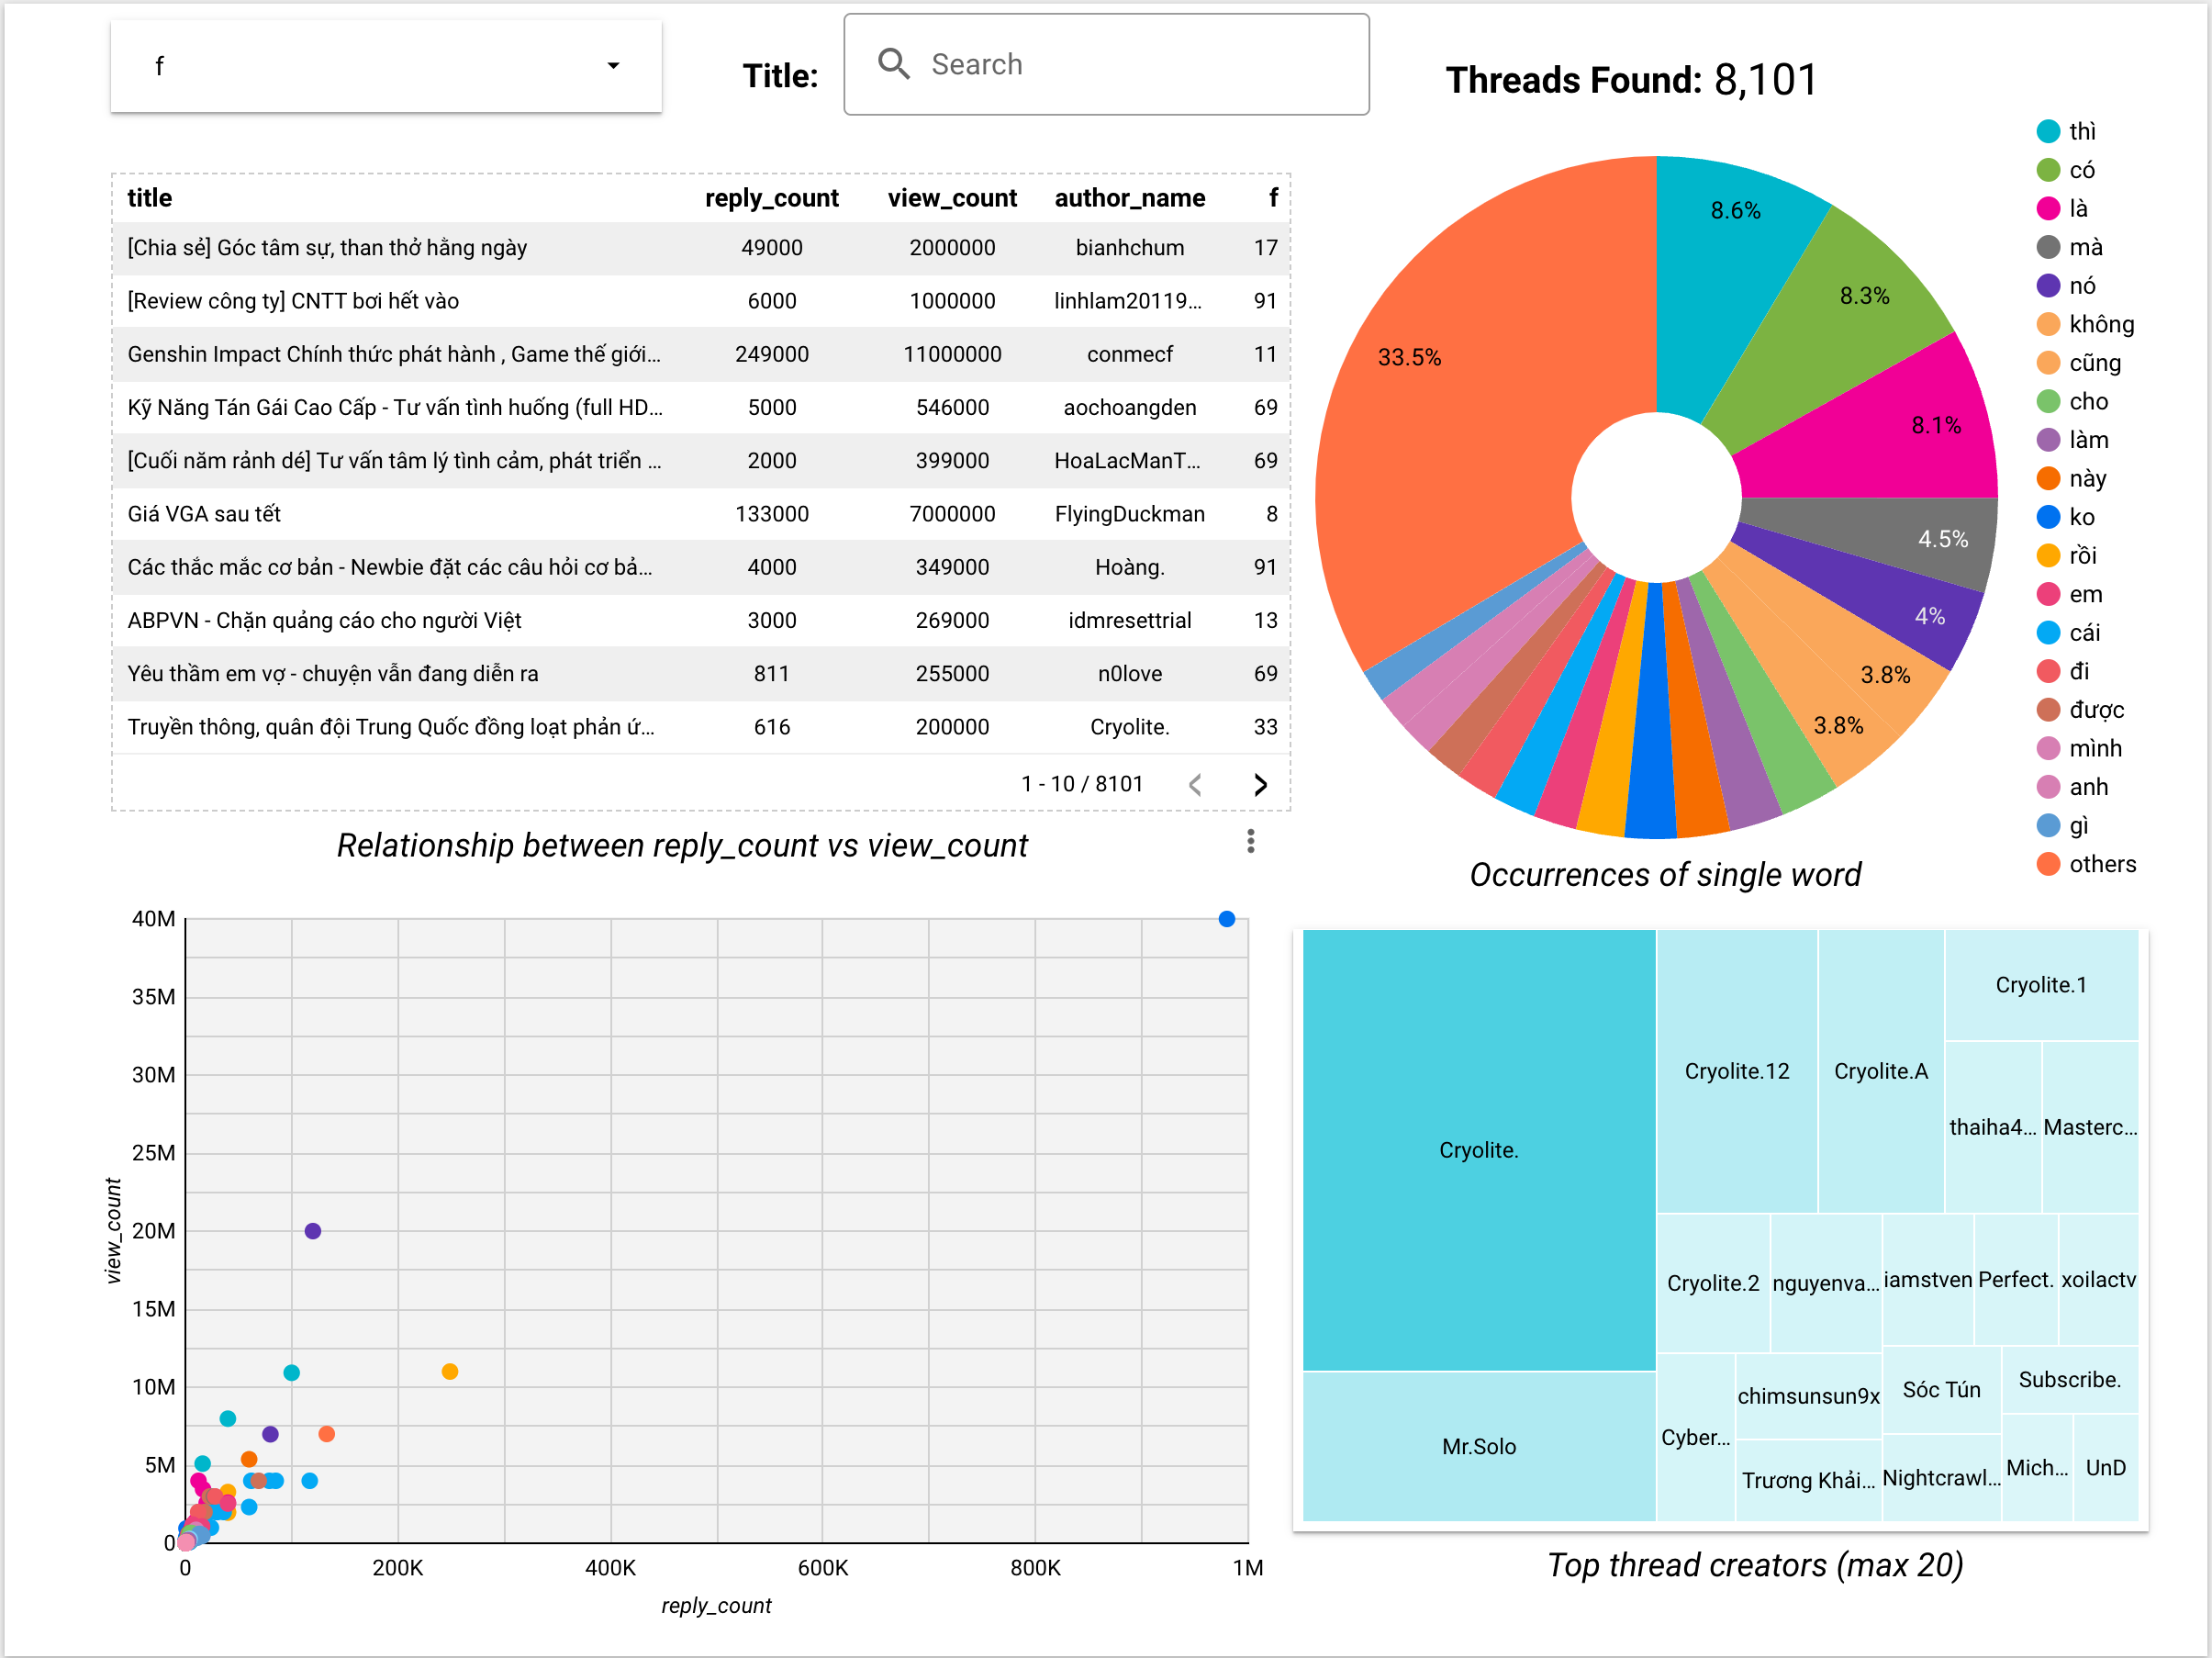 f
Title:
Search
Threads Found: 8,101
title reply_count view_count author_name f
[Chia sẻ] Góc tâm sự, than thở hằng ngày 49000 2000000 bianhchum 17
[Review công ty] CNTT bơi hết vào 6000 1000000 linhlam20119... 91
Genshin Impact Chính thức phát hành , Game thế giới... 249000 11000000 conmecf 11
Kỹ Năng Tán Gái Cao Cấp - Tư vấn tình huống (full HD... 5000 546000 aochoangden 69
[Cuối năm rảnh dé] Tư vấn tâm lý tình cảm, phát triển ... 2000 399000 HoaLacManT... 69
Giá VGA sau tết 133000 7000000 FlyingDuckman 8
Các thắc mắc cơ bản - Newbie đặt các câu hỏi cơ bả... 4000 349000 Hoàng. 91
ABPVN - Chặn quảng cáo cho người Việt 3000 269000 idmresettrial 13
Yêu thầm em vợ - chuyện vẫn đang diễn ra 811 255000 n0love 69
Truyền thông, quân đội Trung Quốc đồng loạt phản ứ... 616 200000 Cryolite. 33
1 - 10 / 8101
8.6%
8.3%
8.1%
4.5%
4%
3.8%
3.8%
33.5%
thì
có
là
mà
nó
không
cũng
cho
làm
này
ko
rồi
em
cái
đi
được
mình
anh
gì
others
Occurrences of single word
Relationship between reply_count vs view_count
40M
35M
30M
25M
20M
15M
10M
5M
0
view_count
0 200K 400K 600K 800K 1M
reply_count
Cryolite.
Mr.Solo
Cryolite.12
Cryolite.A
Cryolite.1
thaiha4...
Masterc...
Cryolite.2
nguyenva...
iamstven
Perfect.
xoilactv
Cyber...
chimsunsun9x
Trương Khải...
Sóc Tún
Nightcrawl...
Subscribe.
Mich...
UnD
Top thread creators (max 20)